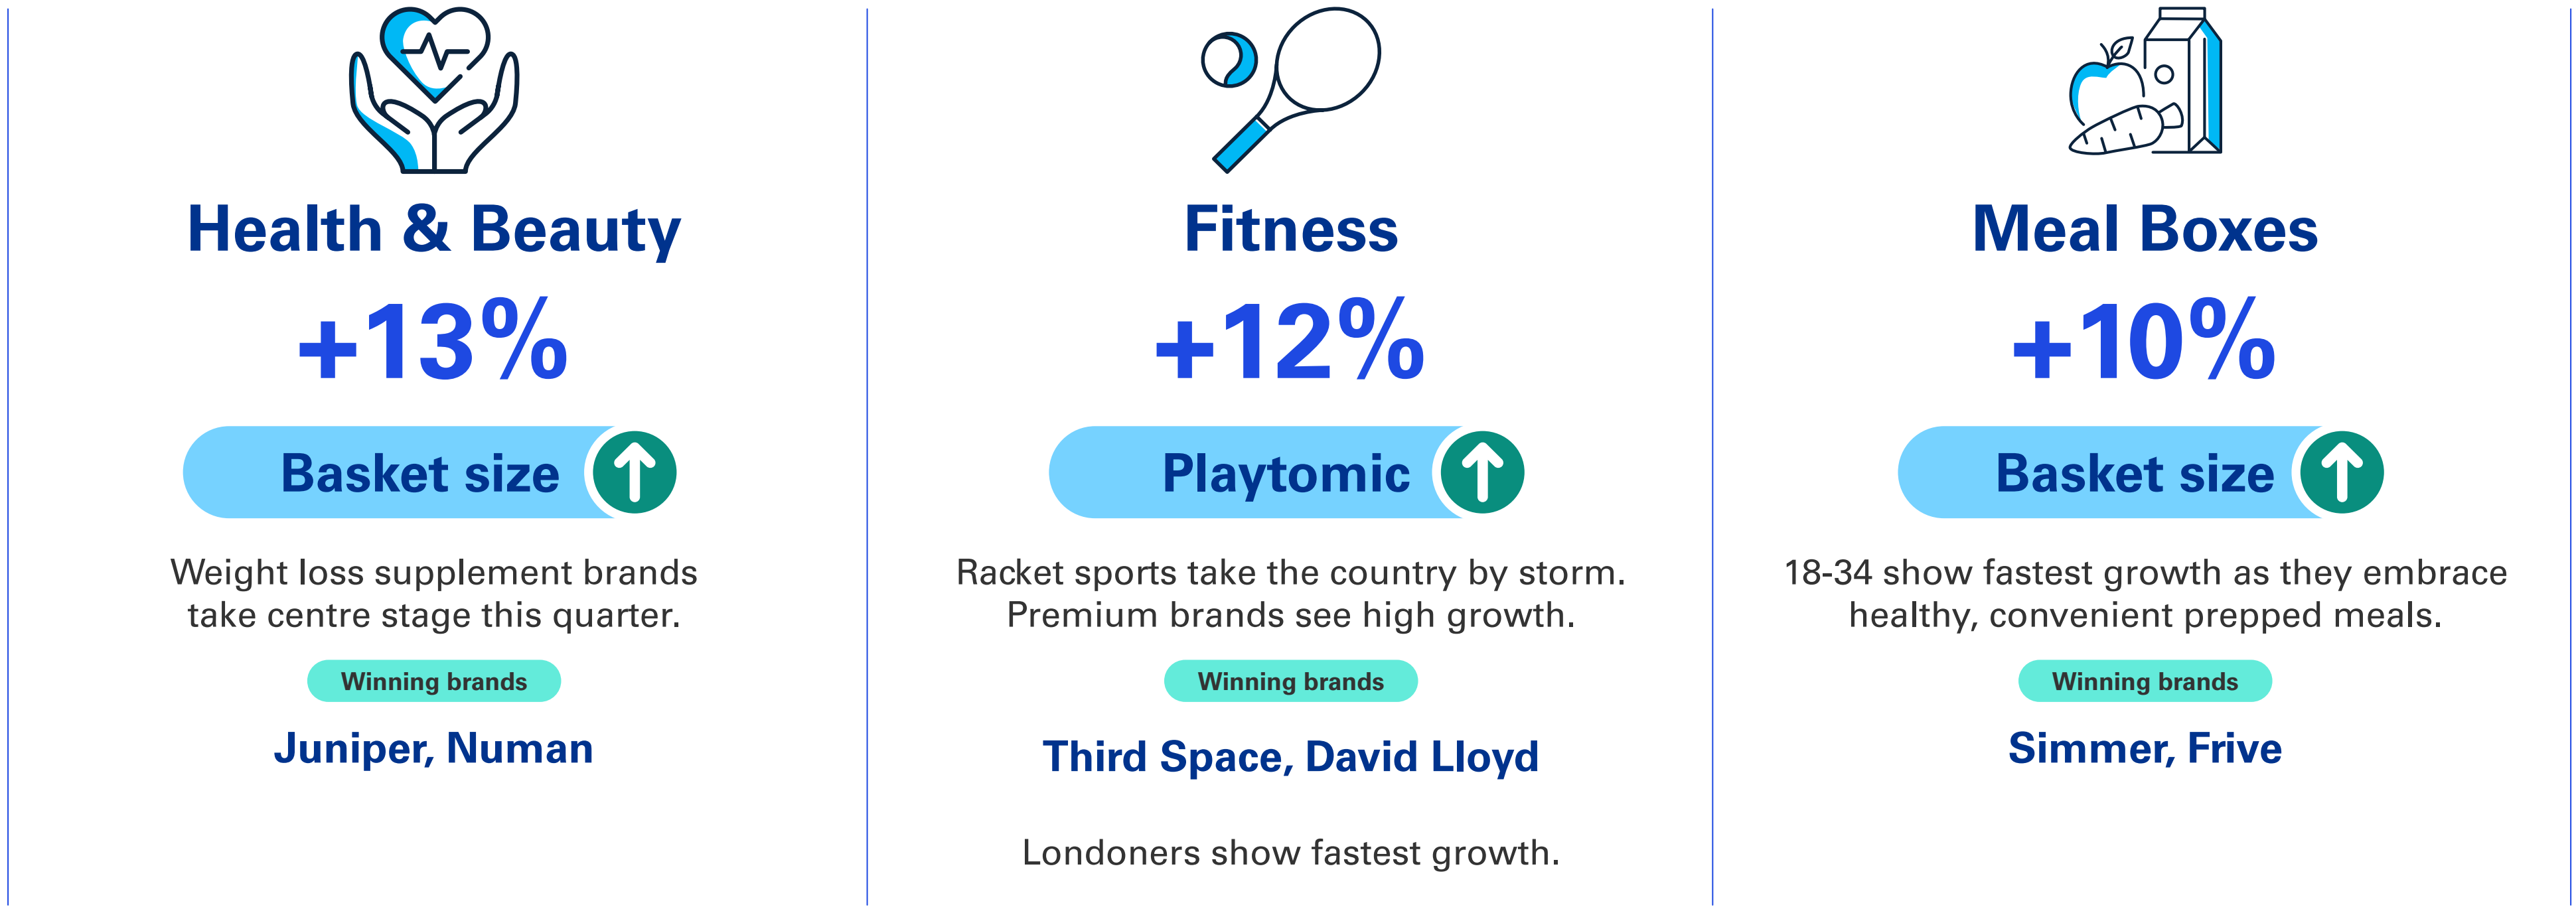 Health & Beauty
+13%
Basket size
Weight loss supplement brands
take centre stage this quarter.
Winning brands
Juniper, Numan
Fitness
+12%
Playtomic
Racket sports take the country by storm.
Premium brands see high growth.
Winning brands
Third Space, David Lloyd
Londoners show fastest growth.
Meal Boxes
+10%
Basket size
18-34 show fastest growth as they embrace
healthy, convenient prepped meals.
Winning brands
Simmer, Frive